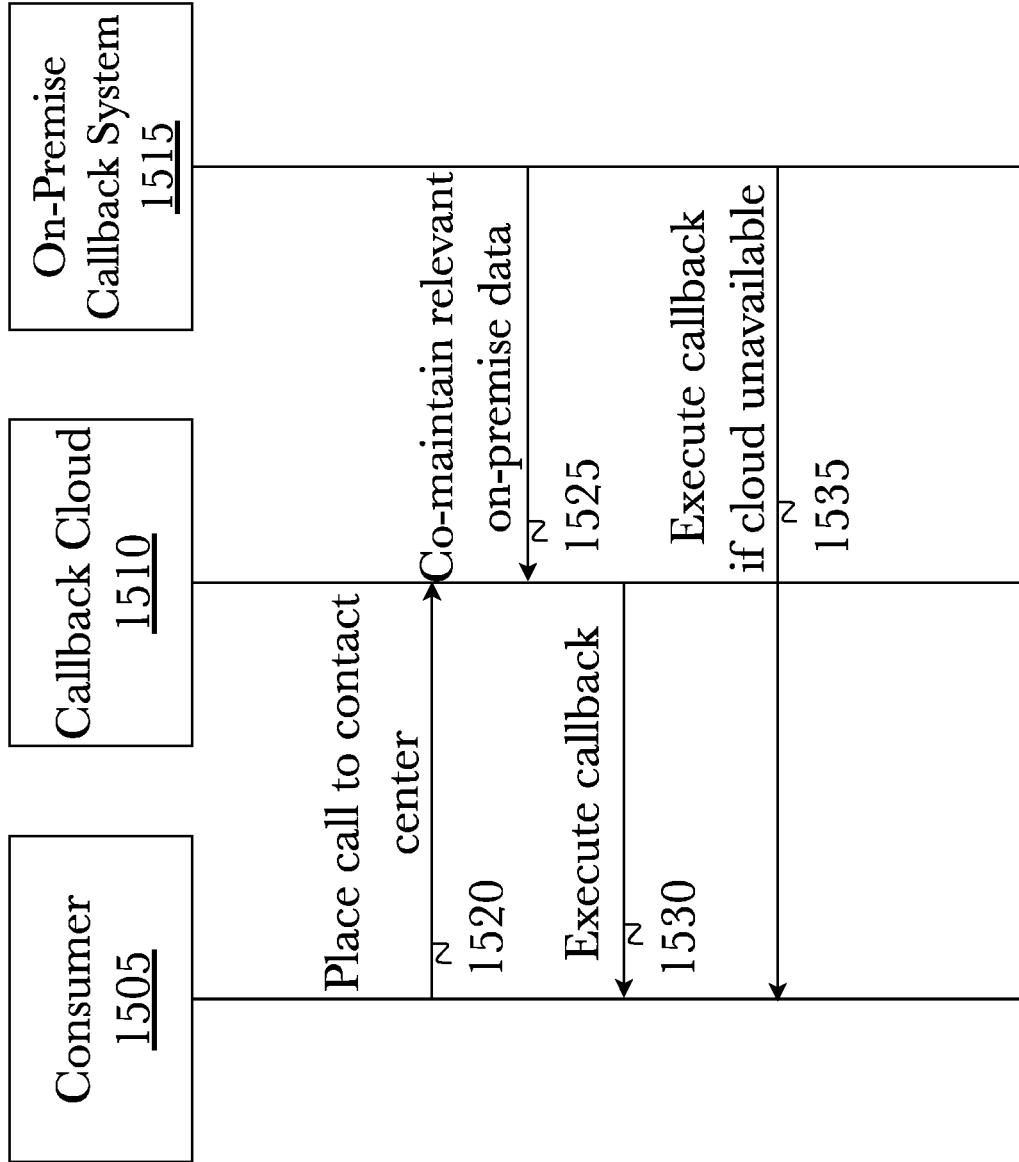 Consumer
1505
Callback Cloud
1510
On-Premise
Callback System
1515
Place call to contact
center
1520
Co-maintain relevant
on-premise data
1525
Execute callback
1530
Execute callback
if cloud unavailable
1535